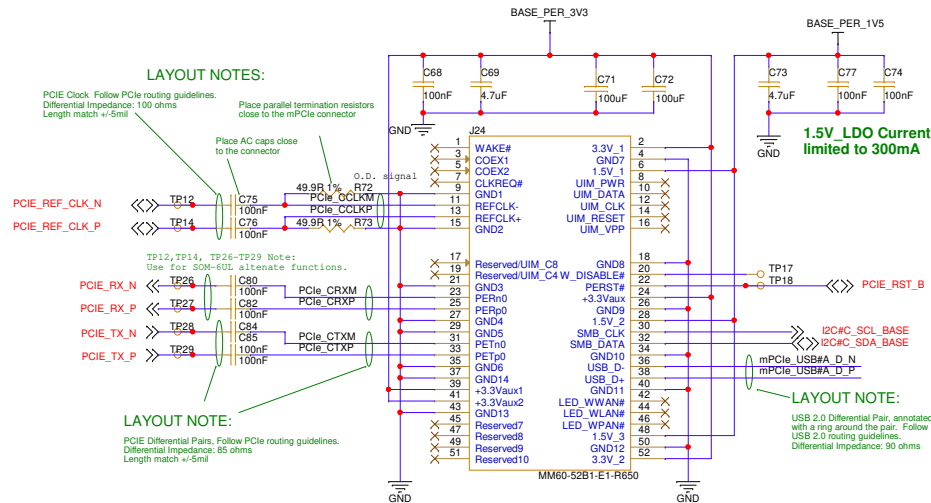 BASE_PER_3V3
BASE_PER_1V5
LAYOUT NOTES:
PCIE Clock Follow PCIe routing guidelines.
Differential Impedance: 100 ohms
Length match +/-5mil
Place parallel termination resistors
close to the mPCIe connector
Place AC caps close
to the connector
C68
100nF
C69
4.7uF
C71
100uF
C72
100uF
C73
4.7uF
C77
100nF
C74
100nF
GND
GND
1.5V_LDO Current
limited to 300mA
J24
O.D. signal
PCIE_REF_CLK_N
TP12
C75
100nF
49.9R 1% R72
PCIe_CCLKM
PCIE_REF_CLK_P
TP14
C76
100nF
PCIe_CCLKP
49.9R 1% R73
TP12,TP14, TP26-TP29 Note:
Use for SOM-6UL altenate functions.
PCIE_RX_N
TP26
C80
100nF
PCIe_CRXM
PCIE_RX_P
TP27
C82
100nF
PCIe_CRXP
PCIE_TX_N
TP28
C84
PCIe_CTXM
C85
100nF
PCIE_TX_P
TP29
100nF
PCIe_CTXP
1 WAKE#
3 COEX1
5 COEX2
7 CLKREQ#
9 GND1
11 REFCLK-
13 REFCLK+
15 GND2
17 Reserved/UIM_C8
19 Reserved/UIM_C4
21 GND3
23 PERn0
25 PERp0
27 GND4
29 GND5
31 PETn0
33 PETp0
35 GND6
37 GND14
39 +3.3Vaux1
41 +3.3Vaux2
43 GND13
45 Reserved7
47 Reserved8
49 Reserved9
51 Reserved10
3.3V_1 2
GND7 4
1.5V_1 6
UIM_PWR 8
UIM_DATA 10
UIM_CLK 12
UIM_RESET 14
UIM_VPP 16
GND8 18
W_DISABLE# 20
PERST# 22
+3.3Vaux 24
GND9 26
1.5V_2 28
SMB_CLK 30
SMB_DATA 32
GND10 34
USB_D- 36
USB_D+ 38
GND11 40
LED_WWAN# 42
LED_WLAN# 44
LED_WPAN# 46
1.5V_3 48
GND12 50
3.3V_2 52
TP17
TP18
PCIE_RST_B
I2C#C_SCL_BASE
I2C#C_SDA_BASE
mPCIe_USB#A_D_N
mPCIe_USB#A_D_P
LAYOUT NOTE:
USB 2.0 Differential Pair, annotated
with a ring around the pair. Follow
USB 2.0 routing guidelines.
Differential Impedance: 90 ohms
LAYOUT NOTE:
PCIE Differential Pairs, Follow PCIe routing guidelines.
Differential Impedance: 85 ohms
Length match +/-5mil
MM60-52B1-E1-R650
GND
GND